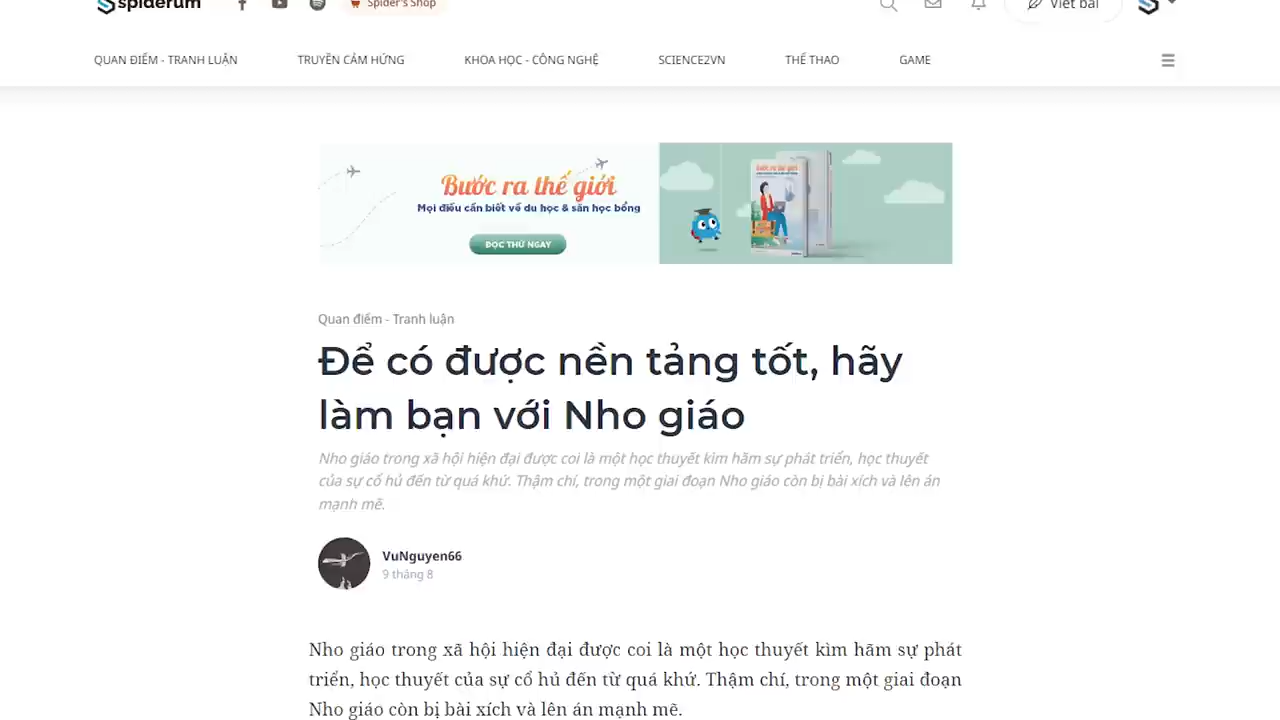 spiderum
Spider's Shop
Viết bài
QUAN ĐIỂM - TRANH LUẬN
TRUYỀN CẢM HỨNG
KHOA HỌC - CÔNG NGHỆ
SCIENCE2VN
THỂ THAO
GAME
Bước ra thế giới
Mọi điều cần biết về du học & săn học bổng
ĐỌC THỬ NGAY
Bước ra thế giới
Quan điểm - Tranh luận
Để có được nền tảng tốt, hãy
làm bạn với Nho giáo
Nho giáo trong xã hội hiện đại được coi là một học thuyết kìm hãm sự phát triển, học thuyết
của sự cổ hủ đến từ quá khứ. Thậm chí, trong một giai đoạn Nho giáo còn bị bài xích và lên án
mạnh mẽ.
VuNguyen66
9 tháng 8
Nho giáo trong xã hội hiện đại được coi là một học thuyết kìm hãm sự phát
triển, học thuyết của sự cổ hủ đến từ quá khứ. Thậm chí, trong một giai đoạn
Nho giáo còn bị bài xích và lên án mạnh mẽ.